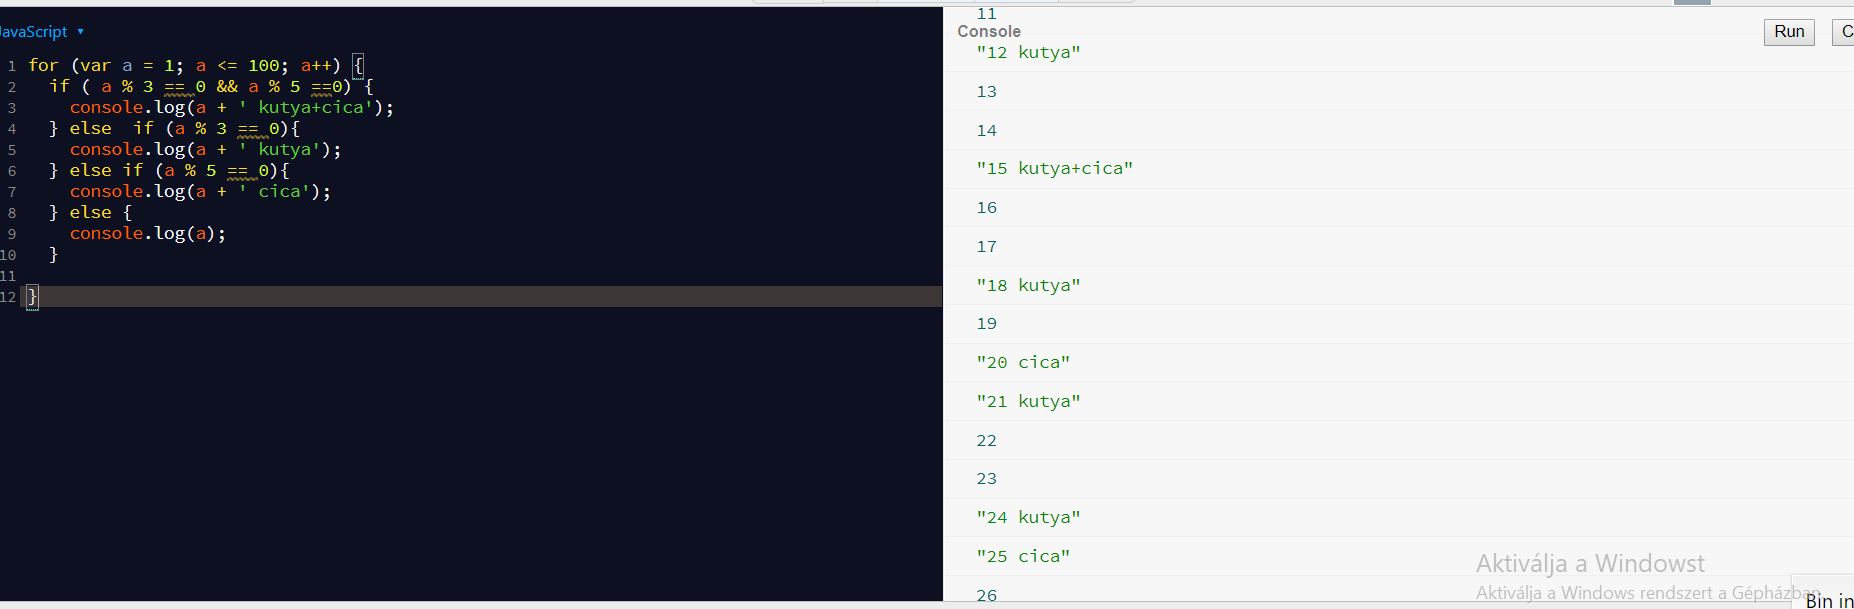 JavaScript ▾
1 for (var a = 1; a <= 100; a++) {
2 if ( a % 3 == 0 && a % 5 ==0) {
3 console.log(a + ' kutya+cica');
4 } else  if (a % 3 == 0){
5 console.log(a + ' kutya');
6 } else if (a % 5 == 0){
7 console.log(a + ' cica');
8 } else {
9 console.log(a);
10 }
11
12 }
Console
Run
C
11
"12 kutya"
13
14
"15 kutya+cica"
16
17
"18 kutya"
19
"20 cica"
"21 kutya"
22
23
"24 kutya"
"25 cica"
26
Aktiválja a Windowst
Aktiválja a Windows rendszert a Gépházban
Bin in